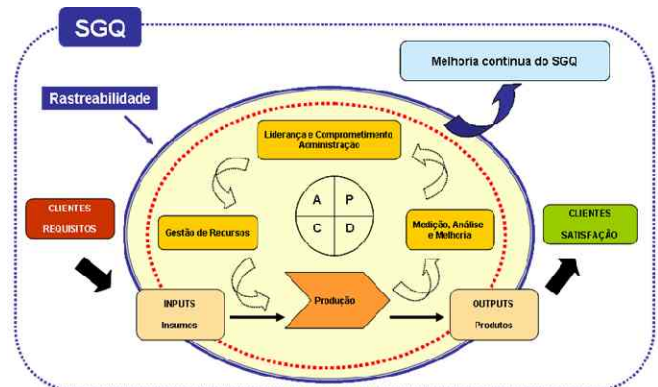 SGQ
Melhoria continua do SGQ
Rastreabilidade
Liderança e Comprometimento
Administração
CLIENTES
REQUISITOS
Gestão de Recursos
A P
C D
Medição, Análise
e Melhoria
CLIENTES
SATISFAÇÃO
INPUTS
Insumos
Produção
OUTPUTS
Produtos